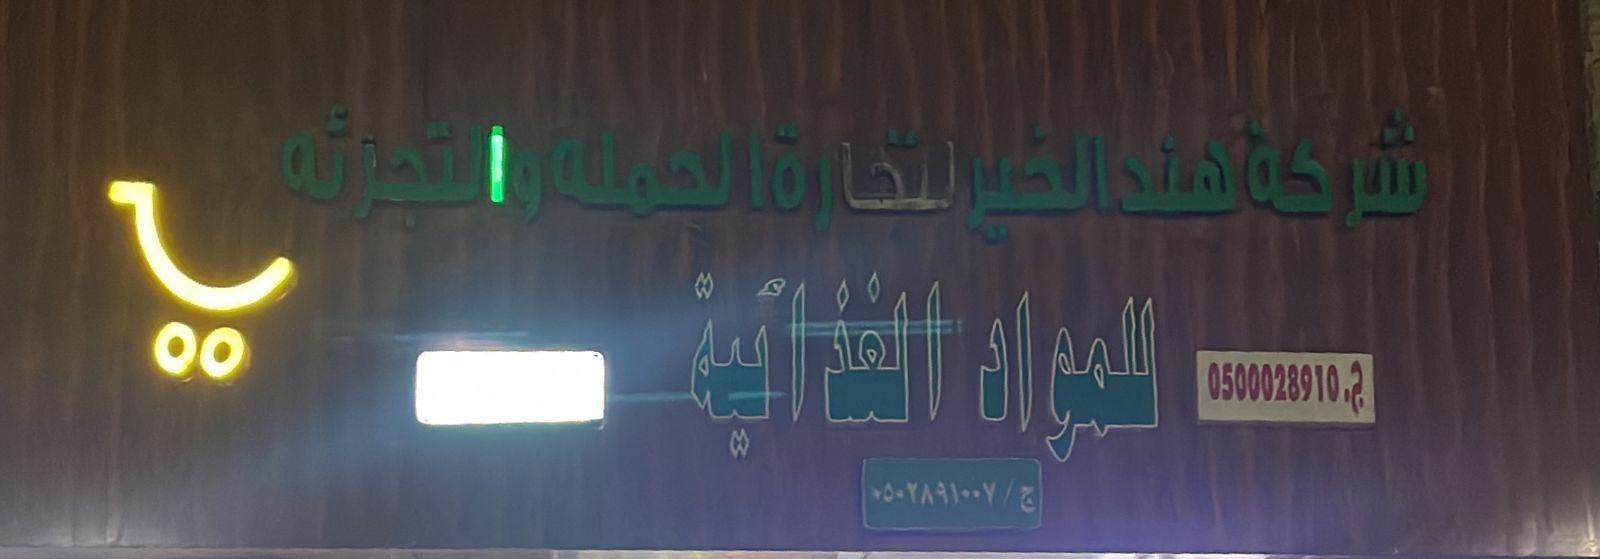 شركة هند الخير لتجارة الجمله والتجزئه
للمواد الغذائية
ج. 0500028910
ج / ٠٥٠٢٨٩١٠٠٧